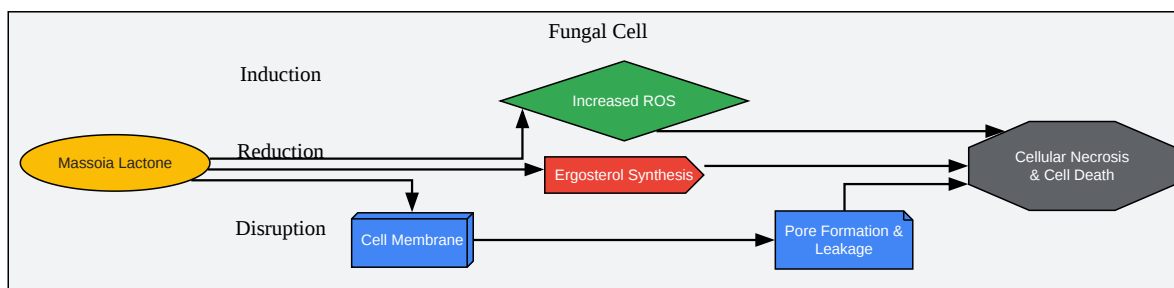 Fungal Cell
Induction
Increased ROS
Massoia Lactone
Reduction
Ergosterol Synthesis
Cellular Necrosis
& Cell Death
Disruption
Cell Membrane
Pore Formation &
Leakage